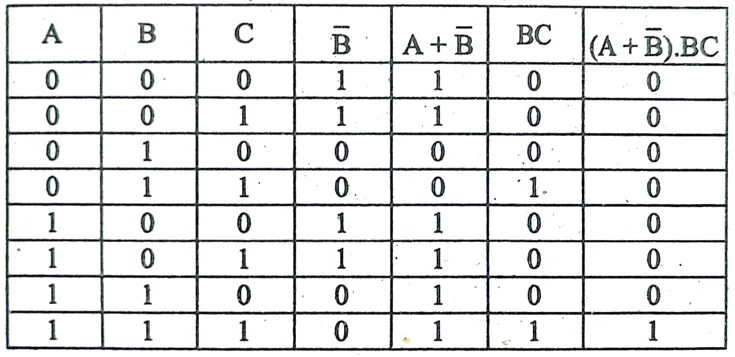 A B C B̅ A + B̅ BC (A + B̅).BC
0 0 0 1 1 0 0
0 0 1 1 1 0 0
0 1 0 0 0 0 0
0 1 1 0 0 1 0
1 0 0 1 1 0 0
1 0 1 1 1 0 0
1 1 0 0 1 0 0
1 1 1 0 1 1 1